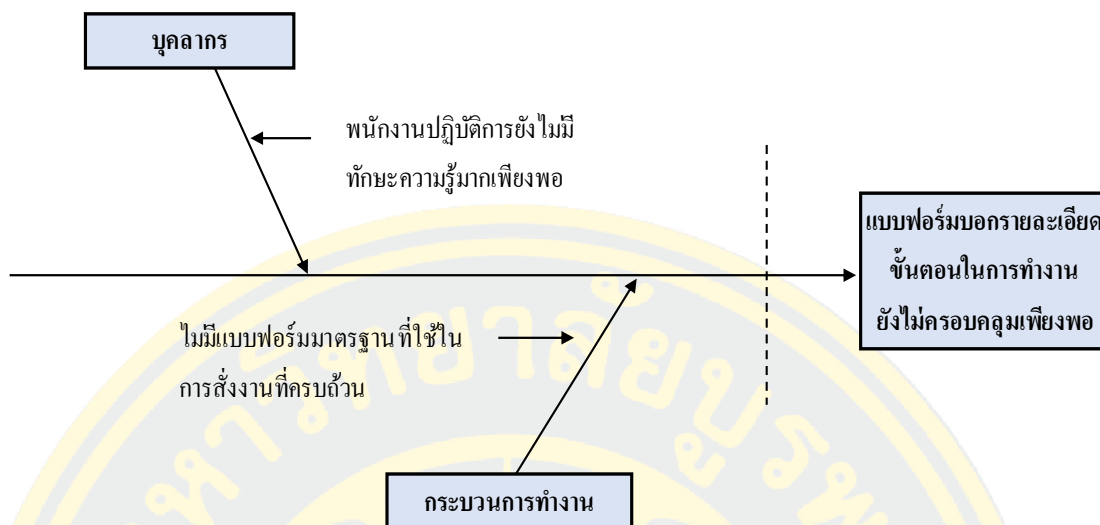 บุคลากร
พนักงานปฏิบัติการยังไม่มี
ทักษะความรู้มากเพียงพอ
แบบฟอร์มบอกรายละเอียด
ขั้นตอนในการทำงาน
ยังไม่ครอบคลุมเพียงพอ
ไม่มีแบบฟอร์มมาตรฐาน ที่ใช้ใน
การสั่งงานที่ครบถ้วน
กระบวนการทำงาน